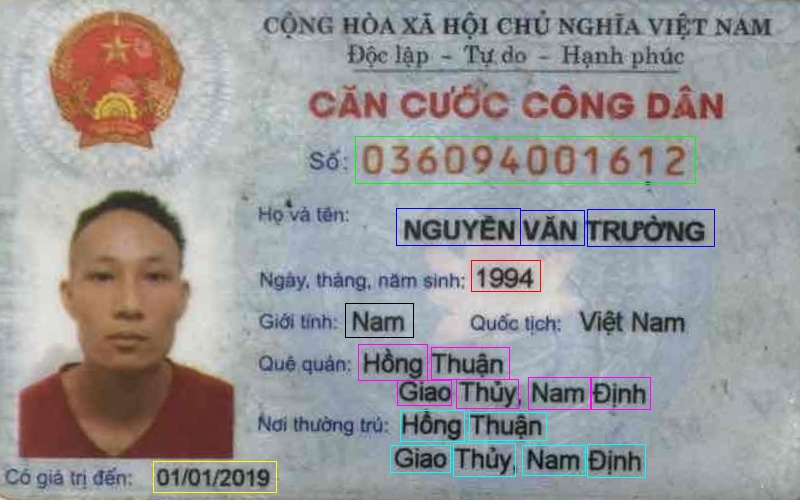 CỘNG HÒA XÃ HỘI CHỦ NGHĨA VIỆT NAM
Độc lập - Tự do - Hạnh phúc
CĂN CƯỚC CÔNG DÂN
Số: 036094001612
Họ và tên: NGUYỄN VĂN TRƯỜNG
Ngày, tháng, năm sinh: 1994
Giới tính: Nam Quốc tịch: Việt Nam
Quê quán: Hồng Thuận
Giao Thủy, Nam Định
Nơi thường trú: Hồng Thuận
Giao Thủy, Nam Định
Có giá trị đến: 01/01/2019